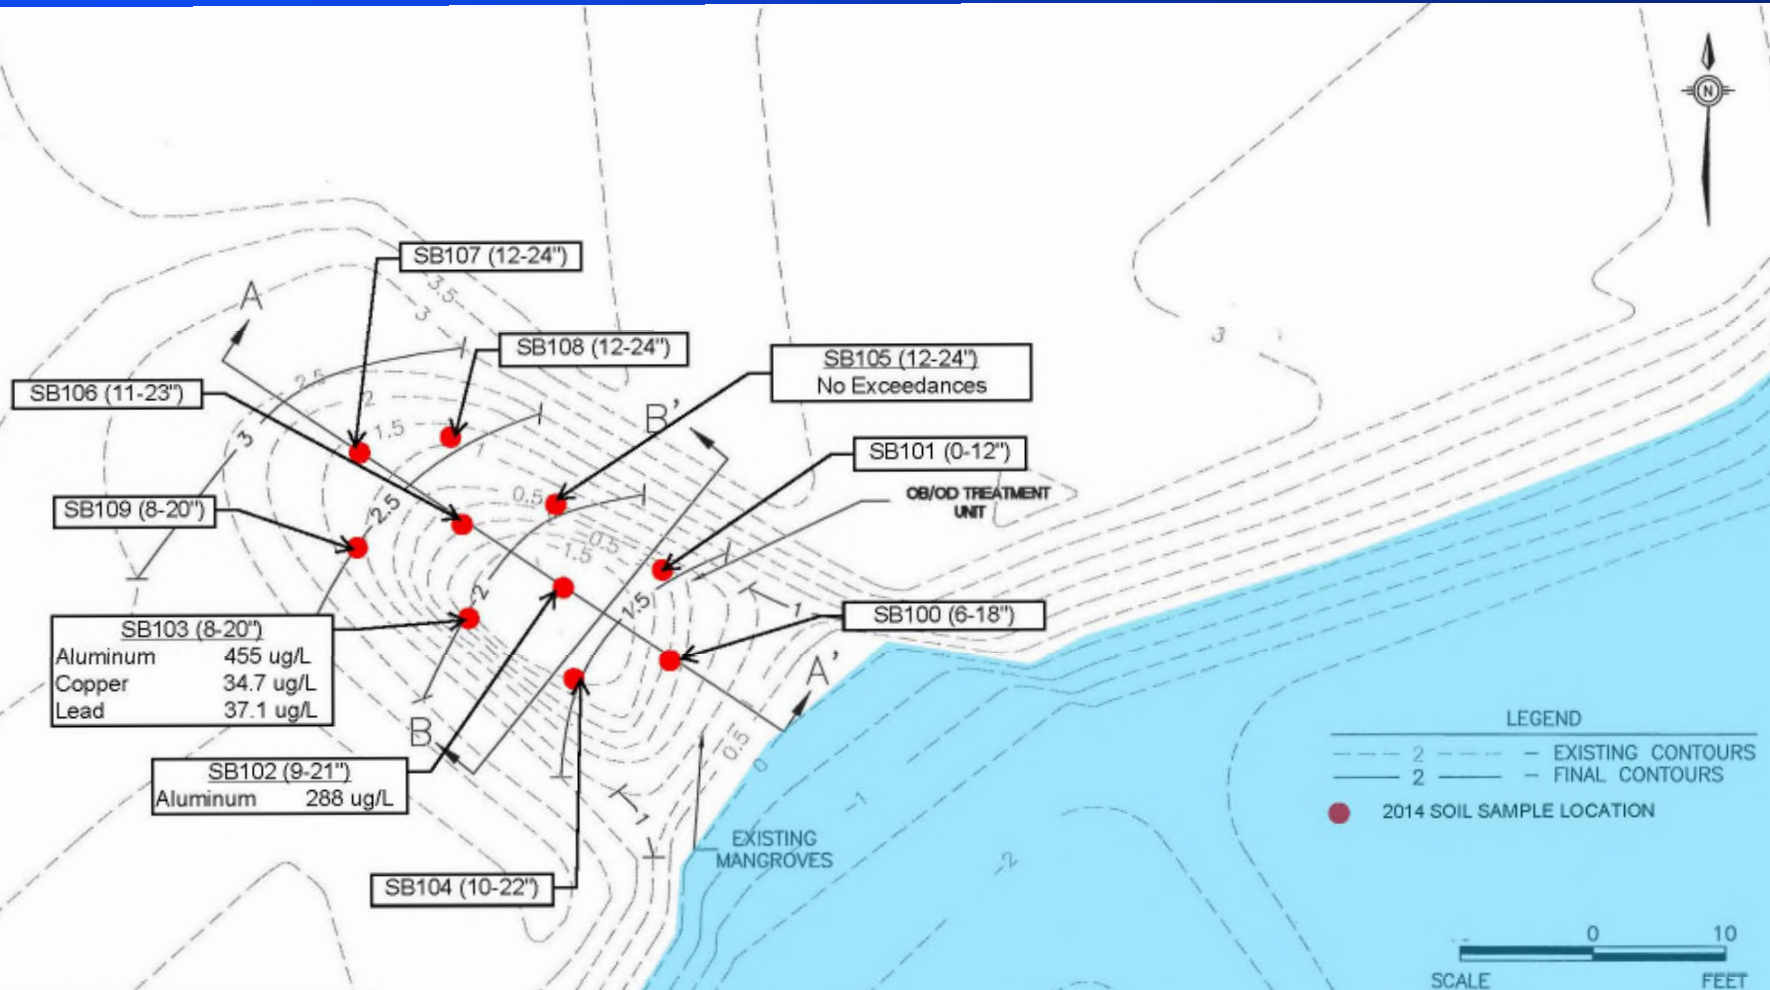 N
SB107 (12-24")
A
3.5
3
SB108 (12-24")
3
SB105 (12-24")
No Exceedances
SB106 (11-23")
2.5
2
1.5
1
B'
3
SB101 (0-12")
OB/OD TREATMENT
UNIT
0.5
SB109 (8-20")
2.5
-0.5
-1.5
2
1.5
1
SB100 (6-18")
SB103 (8-20")
Aluminum 455 ug/L
Copper 34.7 ug/L
Lead 37.1 ug/L
A'
B
0.5
0
SB102 (9-21")
Aluminum 288 ug/L
-1
1
EXISTING
MANGROVES
-2
SB104 (10-22")
LEGEND
2 EXISTING CONTOURS
2 FINAL CONTOURS
2014 SOIL SAMPLE LOCATION
0 10
SCALE FEET